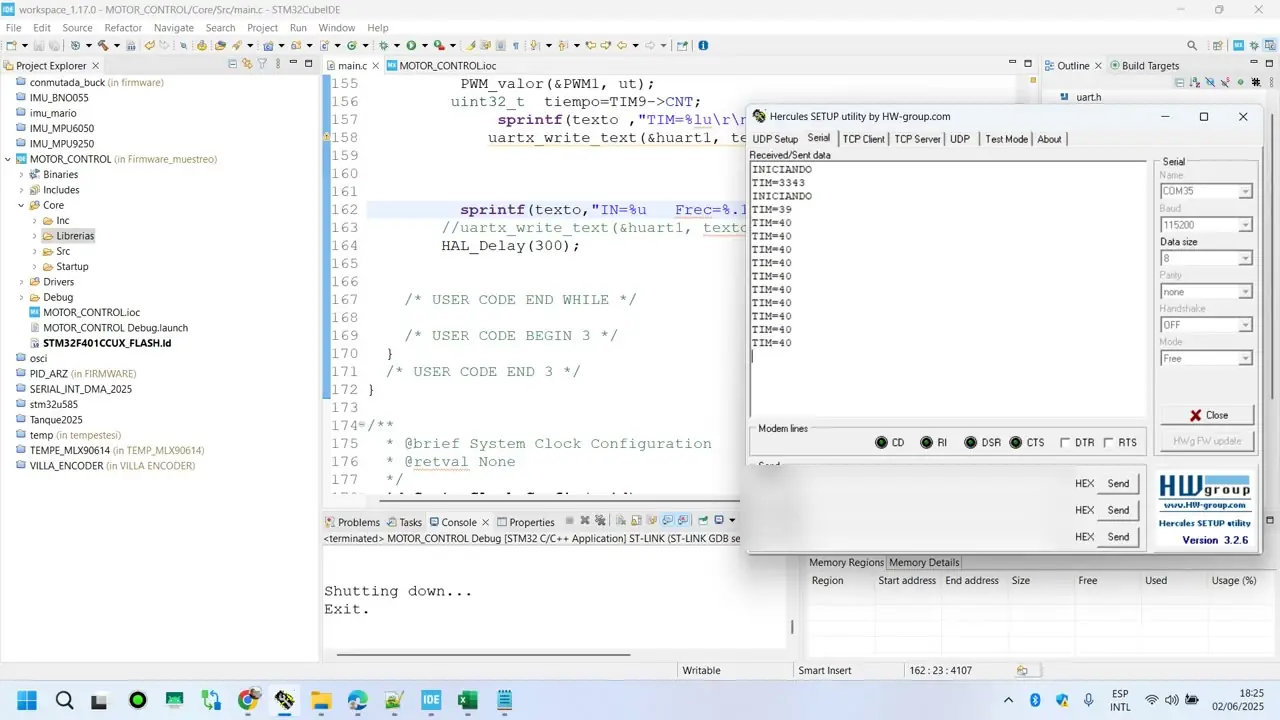 workspace_1.17.0 - MOTOR_CONTROL/Core/Src/main.c - STM32CubeIDE
File Edit Source Refactor Navigate Search Project Explorer Run Window Help
Project Explorer
conmutada_buck (in firmware)
IMU_BNO055
imu_mario
IMU_MPU6050
IMU_MPU9250
MOTOR_CONTROL (in Firmware_muestreo)
Binaries
Includes
Core
Inc
Librerias
Src
Startup
Drivers
Debug
MOTOR_CONTROL.ioc
MOTOR_CONTROL Debug.launch
STM32F401CCUX_FLASH.ld
osci
PID_ARZ (in FIRMWARE)
SERIAL_INT_DMA_2025
stm32u585
Tanque2025
temp (in tempestesi)
TEMPE_MLX90614 (in TEMP_MLX90614)
VILLA_ENCODER (in VILLA ENCODER)
main.c MOTOR_CONTROL.ioc
155 PWM_valor(&PWM1, ut);
156 uint32_t tiempo=TIM9->CNT;
157 sprintf(texto ,"TIM=%lu\r\n
158 uartx_write_text(&huart1, te
159
160
161
162 sprintf(texto,"IN=%u Frec=%.1
163 //uartx_write_text(&huart1, texto
164 HAL_Delay(300);
165
166
167 /* USER CODE END WHILE */
168
169 /* USER CODE BEGIN 3 */
170 }
171 /* USER CODE END 3 */
172 }
173
174 /**
175 * @brief System Clock Configuration
176 * @retval None
177 */
Problems Tasks Console Properties
<terminated> MOTOR_CONTROL Debug [STM32 C/C++ Application] ST-LINK (ST-LINK GDB se
Shutting down...
Exit.
Outline Build Targets
uart.h
Hercules SETUP utility by HW-group.com
UDP Setup Serial TCP Client TCP Server UDP Test Mode About
Received/Sent data
INICIANDO
TIM=3343
INICIANDO
TIM=39
TIM=40
TIM=40
TIM=40
TIM=40
TIM=40
TIM=40
TIM=40
TIM=40
TIM=40
TIM=40
Serial
Name
COM35
Baud
115200
Data size
8
Parity
none
Handshake
OFF
Mode
Free
Close
HWg FW update
Modem lines
CD RI DSR CTS DTR RTS
Send
HEX Send
HEX Send
HEX Send
HWgroup
www.HW-group.com
Hercules SETUP utility
Version 3.2.6
Memory Regions Memory Details
Region Start address End address Size Free Used Usage (%)
Writable Smart Insert 162 : 23 : 4107
ESP
INTL
18:25
02/06/2025